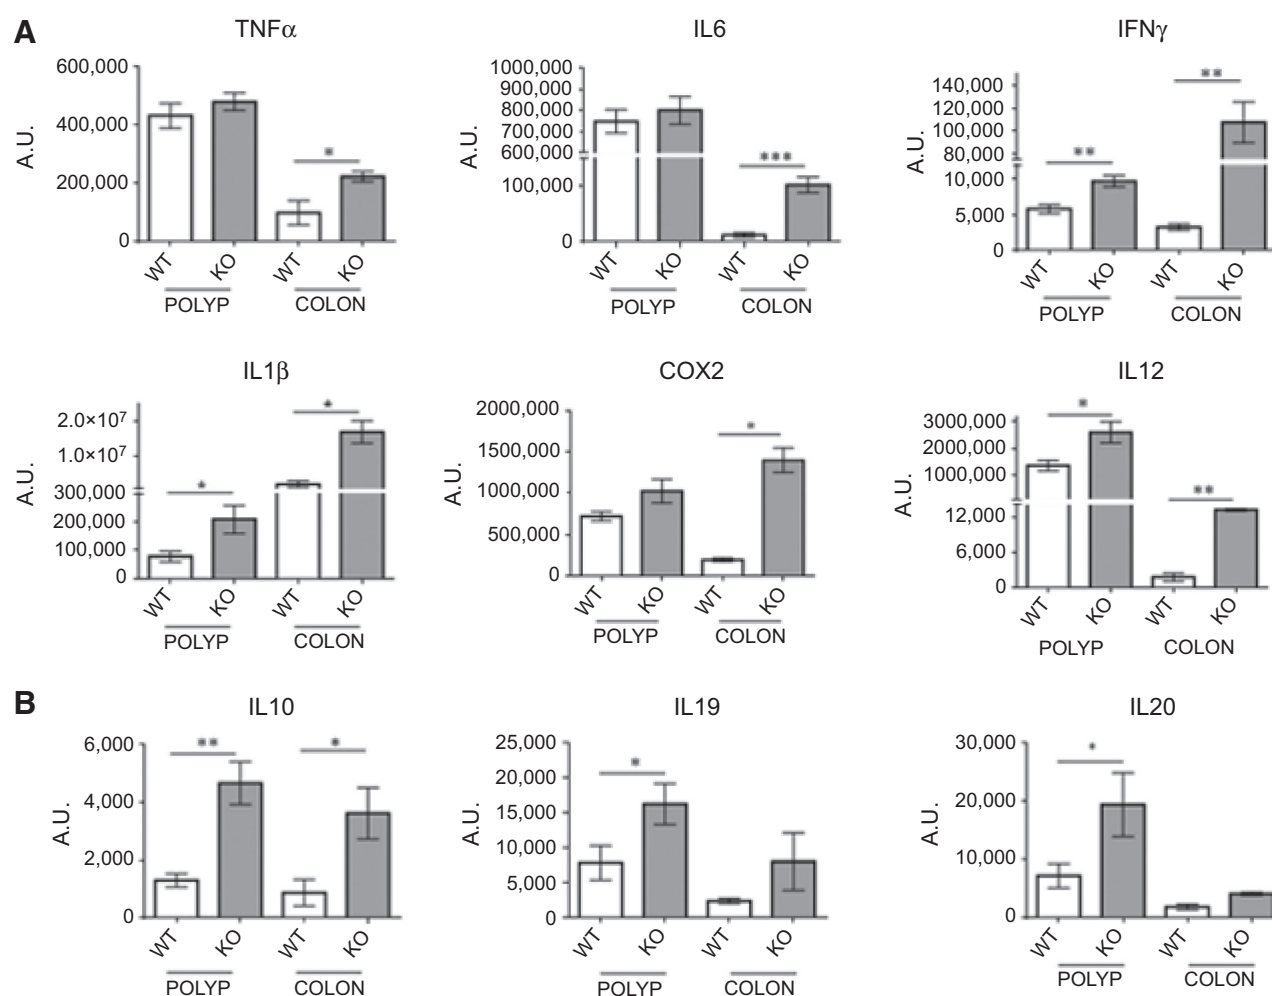 A
TNFα
IL6
IFNγ
A.U.
600,000
400,000
200,000
0
*
WT
KO
WT
KO
POLYP
COLON
A.U.
1000,000
900,000
800,000
700,000
600,000
100,000
0
***
WT
KO
WT
KO
POLYP
COLON
A.U.
140,000
120,000
100,000
80,000
10,000
5,000
0
**
**
WT
KO
WT
KO
POLYP
COLON
IL1β
COX2
IL12
A.U.
2.0×10⁷
1.0×10⁷
300,000
200,000
100,000
0
*
*
WT
KO
WT
KO
POLYP
COLON
A.U.
2000,000
1500,000
1000,000
500,000
0
*
WT
KO
WT
KO
POLYP
COLON
A.U.
3000,000
2000,000
1000,000
12,000
6,000
0
*
**
WT
KO
WT
KO
POLYP
COLON
B
IL10
IL19
IL20
A.U.
6,000
4,000
2,000
0
**
*
WT
KO
WT
KO
POLYP
COLON
A.U.
25,000
20,000
15,000
10,000
5,000
0
*
WT
KO
WT
KO
POLYP
COLON
A.U.
30,000
20,000
10,000
0
*
WT
KO
WT
KO
POLYP
COLON